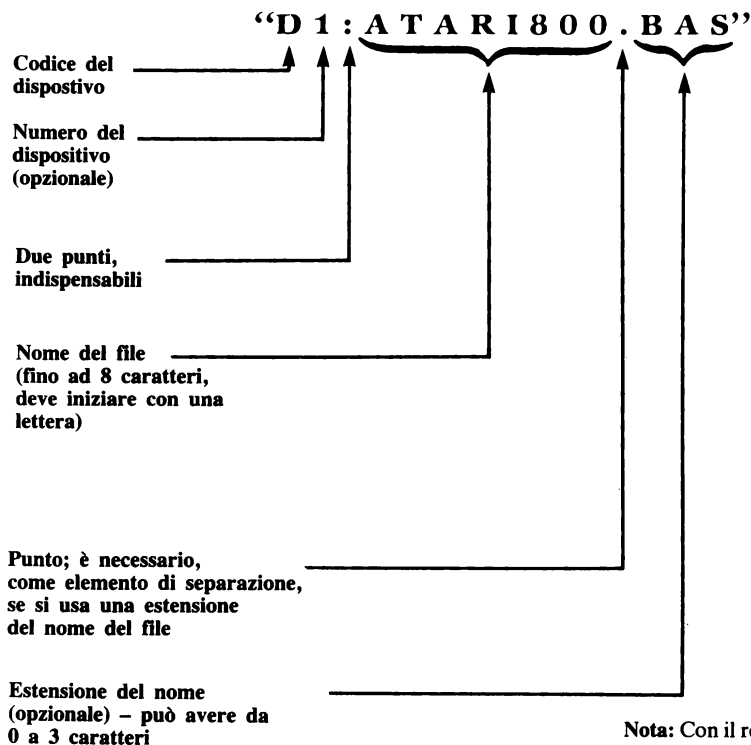 “D1:ATARI800.BAS”
Codice del
dispostivo
Numero del
dispositivo
(opzionale)
Due punti,
indispensabili
Nome del file
(fino ad 8 caratteri,
deve iniziare con una
lettera)
Punto; è necessario,
come elemento di separazione,
se si usa una estensione
del nome del file
Estensione del nome
(opzionale) – può avere da
0 a 3 caratteri
Nota: Con il